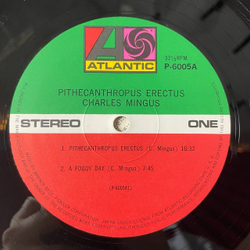 ATLANTIC
33⅓RPM
P-6005A
PITHECANTHROPUS ERECTUS
CHARLES MINGUS
STEREO
ONE
1. PITHECANTHROPUS ERECTUS (C. Mingus) 10:33
2. A FOGGY DAY (C. Mingus) 7:45